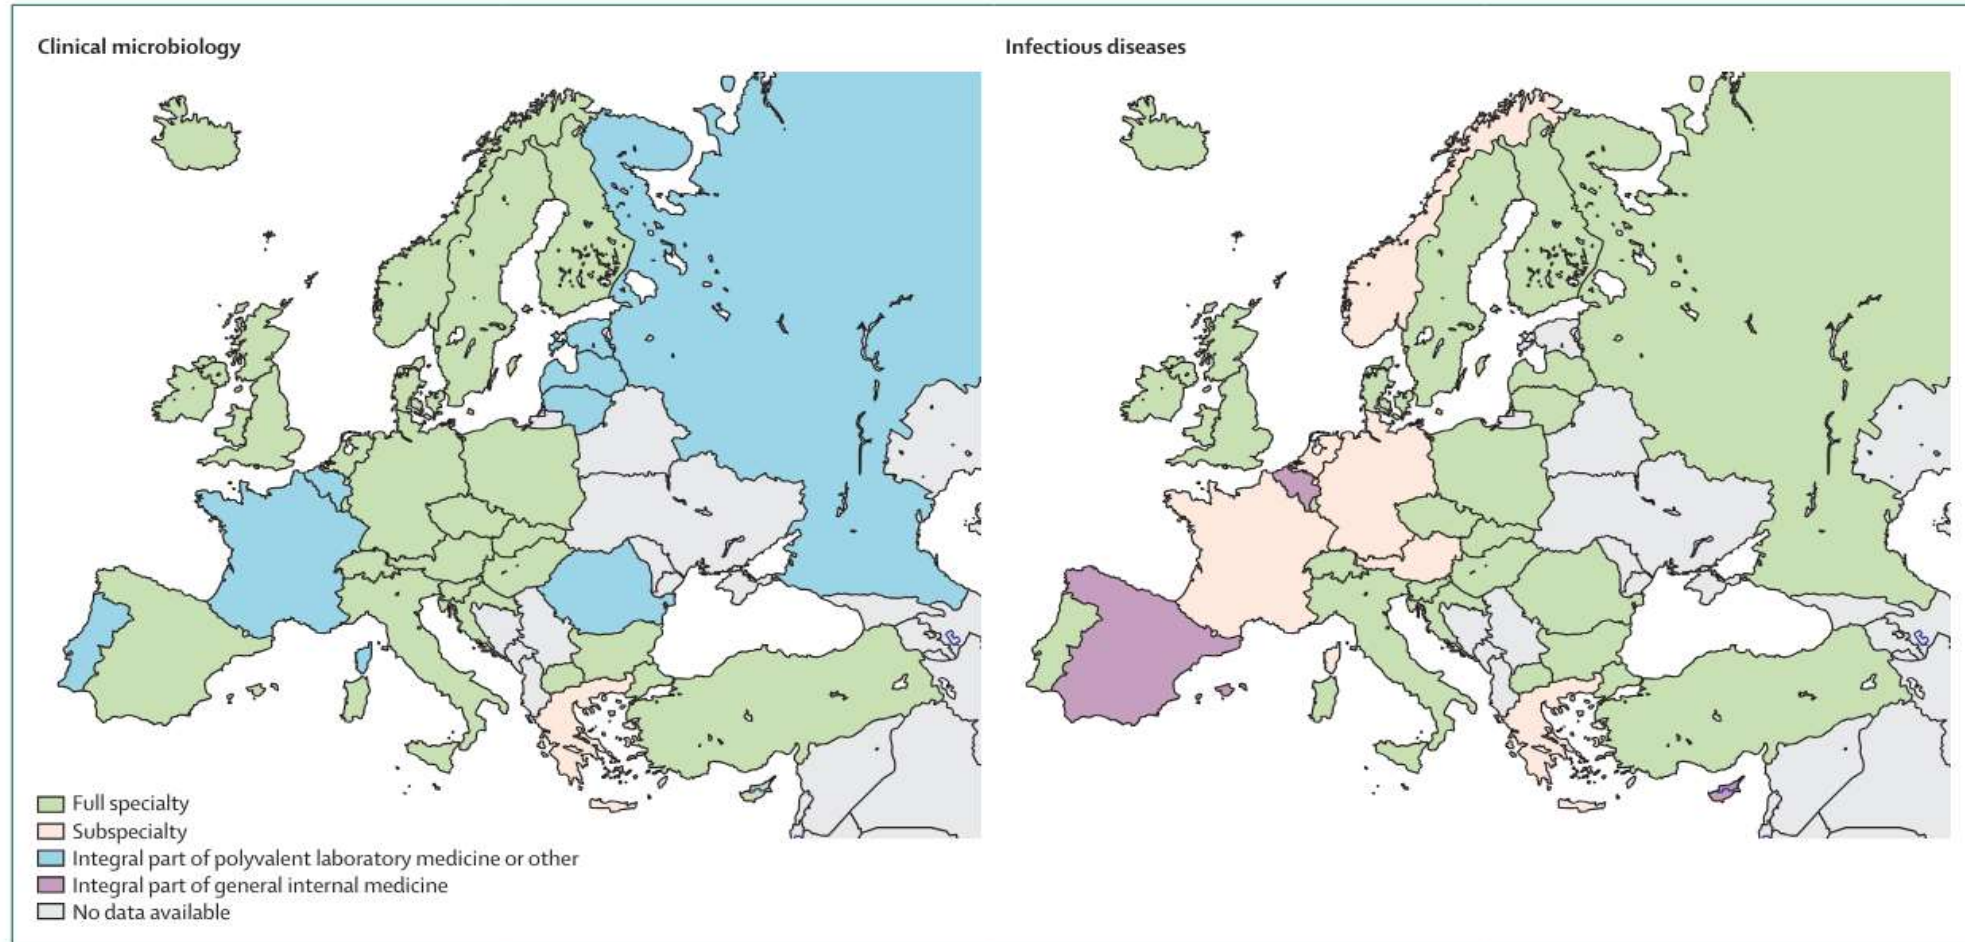 Clinical microbiology
Infectious diseases
Full specialty
Subspecialty
Integral part of polyvalent laboratory medicine or other
Integral part of general internal medicine
No data available